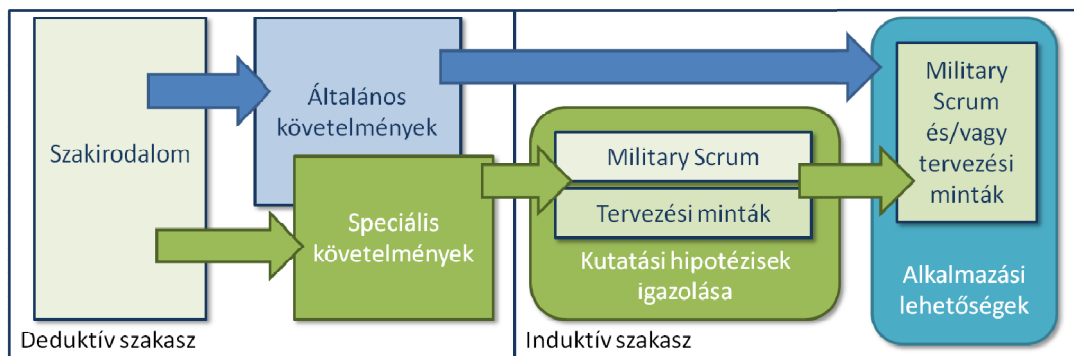 Szakirodalom
Általános
követelmények
Speciális
követelmények
Deduktív szakasz
Military Scrum
Tervezési minták
Kutatási hipotézisek
igazolása
Induktív szakasz
Military
Scrum
és/vagy
tervezési
minták
Alkalmazási
lehetőségek